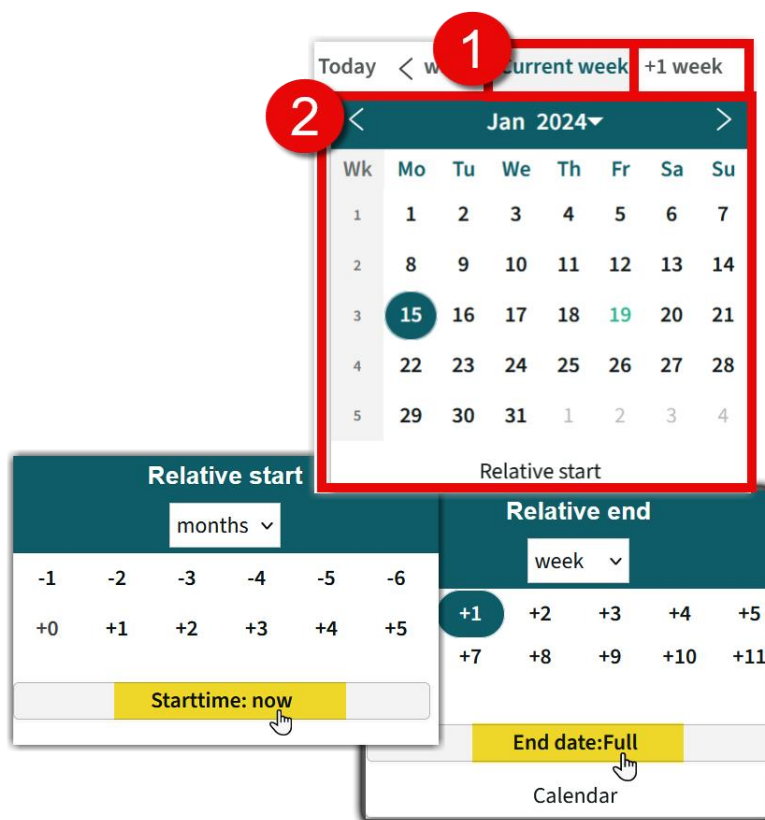 1
Today < w Current week +1 week
2
< Jan 2024 >
Wk Mo Tu We Th Fr Sa Su
1 1 2 3 4 5 6 7
2 8 9 10 11 12 13 14
3 15 16 17 18 19 20 21
4 22 23 24 25 26 27 28
5 29 30 31 1 2 3 4
Relative start
Relative start
months
-1 -2 -3 -4 -5 -6
+0 +1 +2 +3 +4 +5
Starttime: now
Relative end
week
+1 +2 +3 +4 +5
+7 +8 +9 +10 +11
End date:Full
Calendar